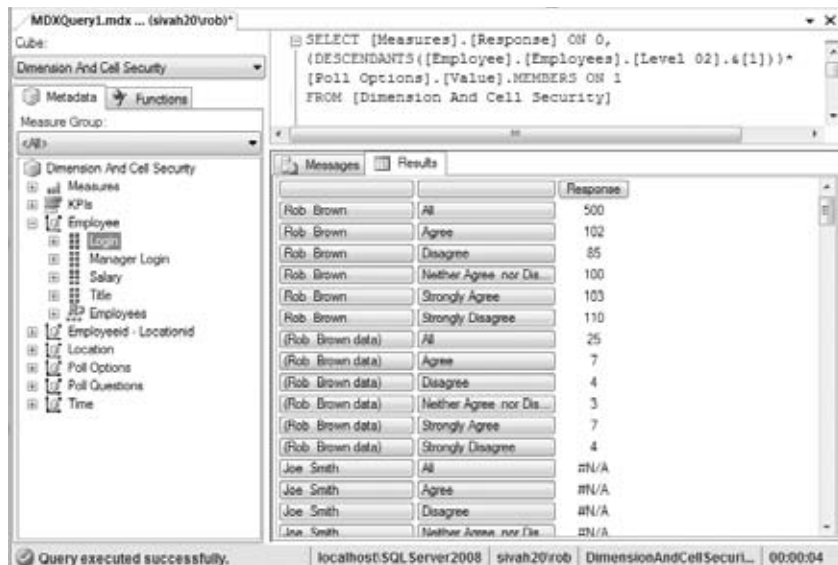 MDXQuery1.mdx ... (sivah20\rob)*
Cube:
Dimension And Cell Security
Metadata Functions
Measure Group:
<All>
Dimension And Cell Security
Measures
KPIs
Employee
Login
Manager Login
Salary
Title
Employees
Employeeid - Locationid
Location
Poll Options
Poll Questions
Time
SELECT [Measures].[Response] ON 0,
(DESCENDANTS([Employee].[Employees].[Level 02].&[1]))*
[Poll Options].[Value].MEMBERS ON 1
FROM [Dimension And Cell Security]
Messages Results
Response
Rob Brown All 500
Rob Brown Agree 102
Rob Brown Disagree 85
Rob Brown Neither Agree nor Dis... 100
Rob Brown Strongly Agree 103
Rob Brown Strongly Disagree 110
(Rob Brown data) All 25
(Rob Brown data) Agree 7
(Rob Brown data) Disagree 4
(Rob Brown data) Neither Agree nor Dis... 3
(Rob Brown data) Strongly Agree 7
(Rob Brown data) Strongly Disagree 4
Joe Smith All #N/A
Joe Smith Agree #N/A
Joe Smith Disagree #N/A
Joe Smith Neither Agree nor Dis... #N/A
Query executed successfully. localhost\SQLServer2008 sivah20\rob DimensionAndCellSecuri... 00:00:04